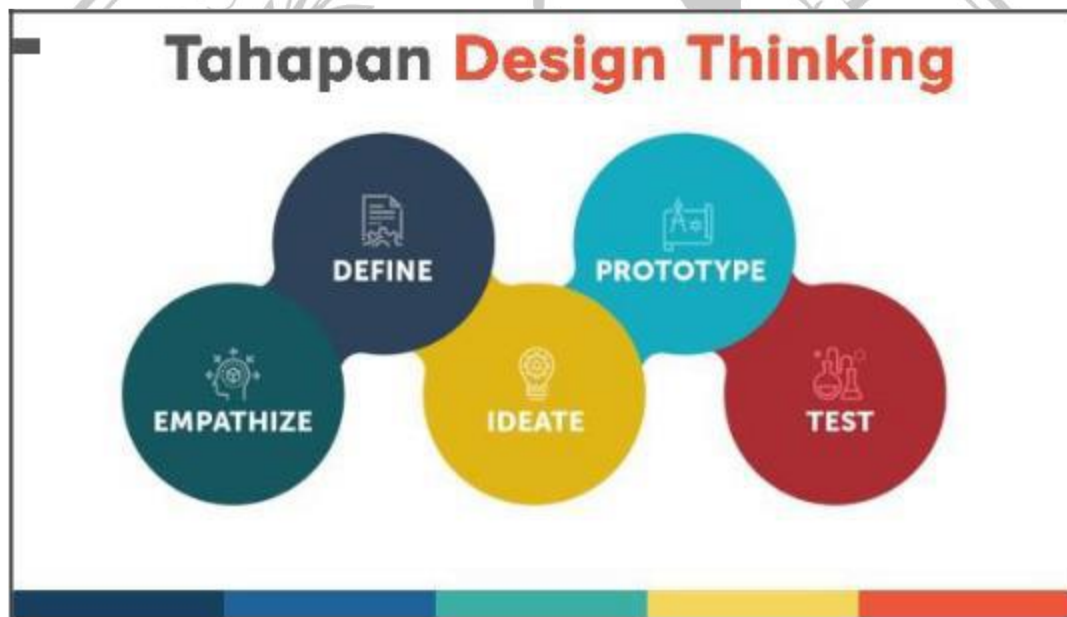 Tahapan Design Thinking
EMPATHIZE
DEFINE
IDEATE
PROTOTYPE
TEST